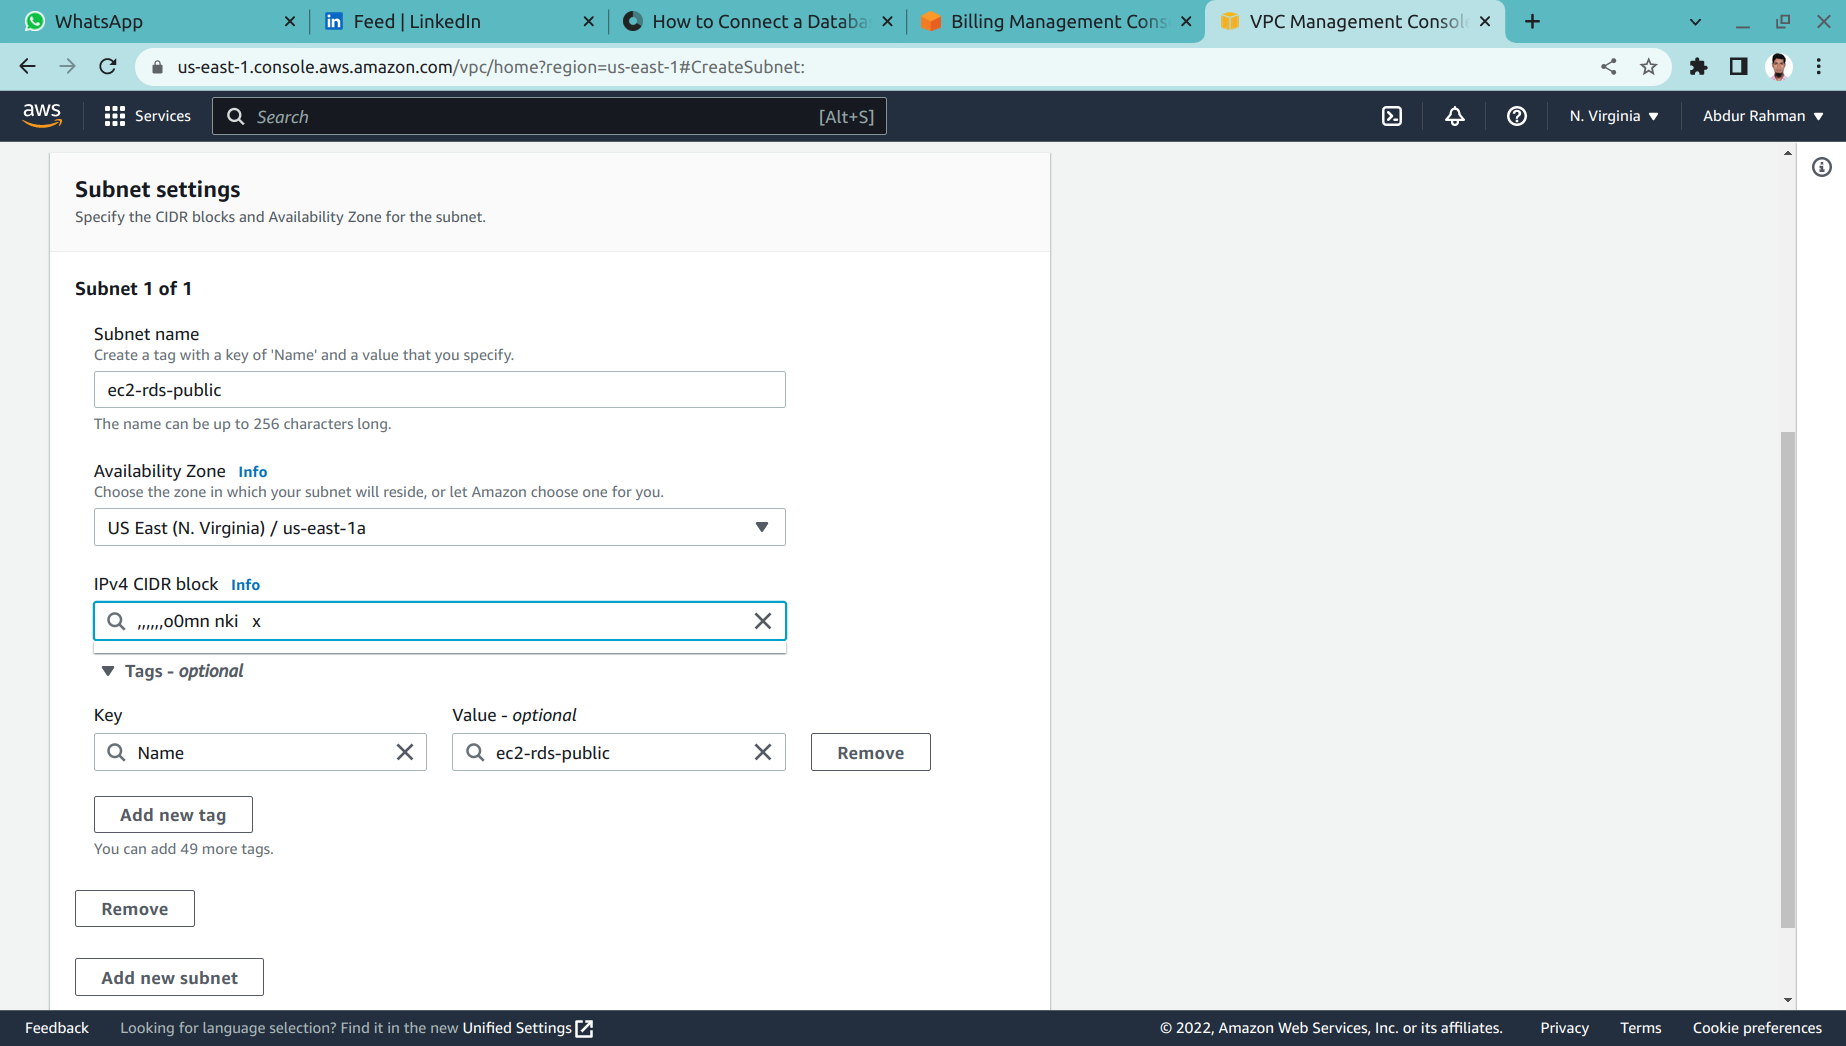 WhatsApp
Feed | LinkedIn
How to Connect a Databa
Billing Management Cons
VPC Management Consol
us-east-1.console.aws.amazon.com/vpc/home?region=us-east-1#CreateSubnet:
aws
Services
Search
[Alt+S]
N. Virginia
Abdur Rahman
Subnet settings
Specify the CIDR blocks and Availability Zone for the subnet.
Subnet 1 of 1
Subnet name
Create a tag with a key of 'Name' and a value that you specify.
ec2-rds-public
The name can be up to 256 characters long.
Availability Zone Info
Choose the zone in which your subnet will reside, or let Amazon choose one for you.
US East (N. Virginia) / us-east-1a
IPv4 CIDR block Info
,,,,,,o0mn nki   x
Tags - optional
Key
Value - optional
Name
ec2-rds-public
Remove
Add new tag
You can add 49 more tags.
Remove
Add new subnet
Feedback
Looking for language selection? Find it in the new Unified Settings
© 2022, Amazon Web Services, Inc. or its affiliates.
Privacy
Terms
Cookie preferences